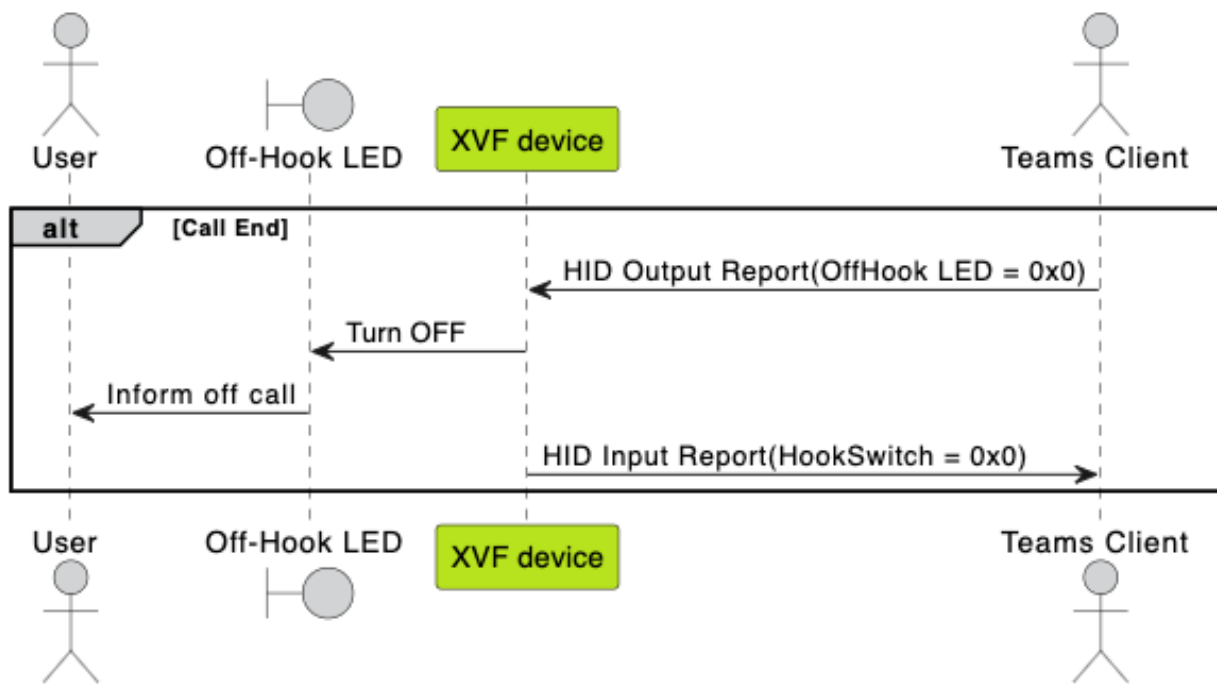 User
Off-Hook LED
XVF device
Teams Client
alt
[Call End]
HID Output Report(OffHook LED = 0x0)
Turn OFF
Inform off call
HID Input Report(HookSwitch = 0x0)
User
Off-Hook LED
XVF device
Teams Client